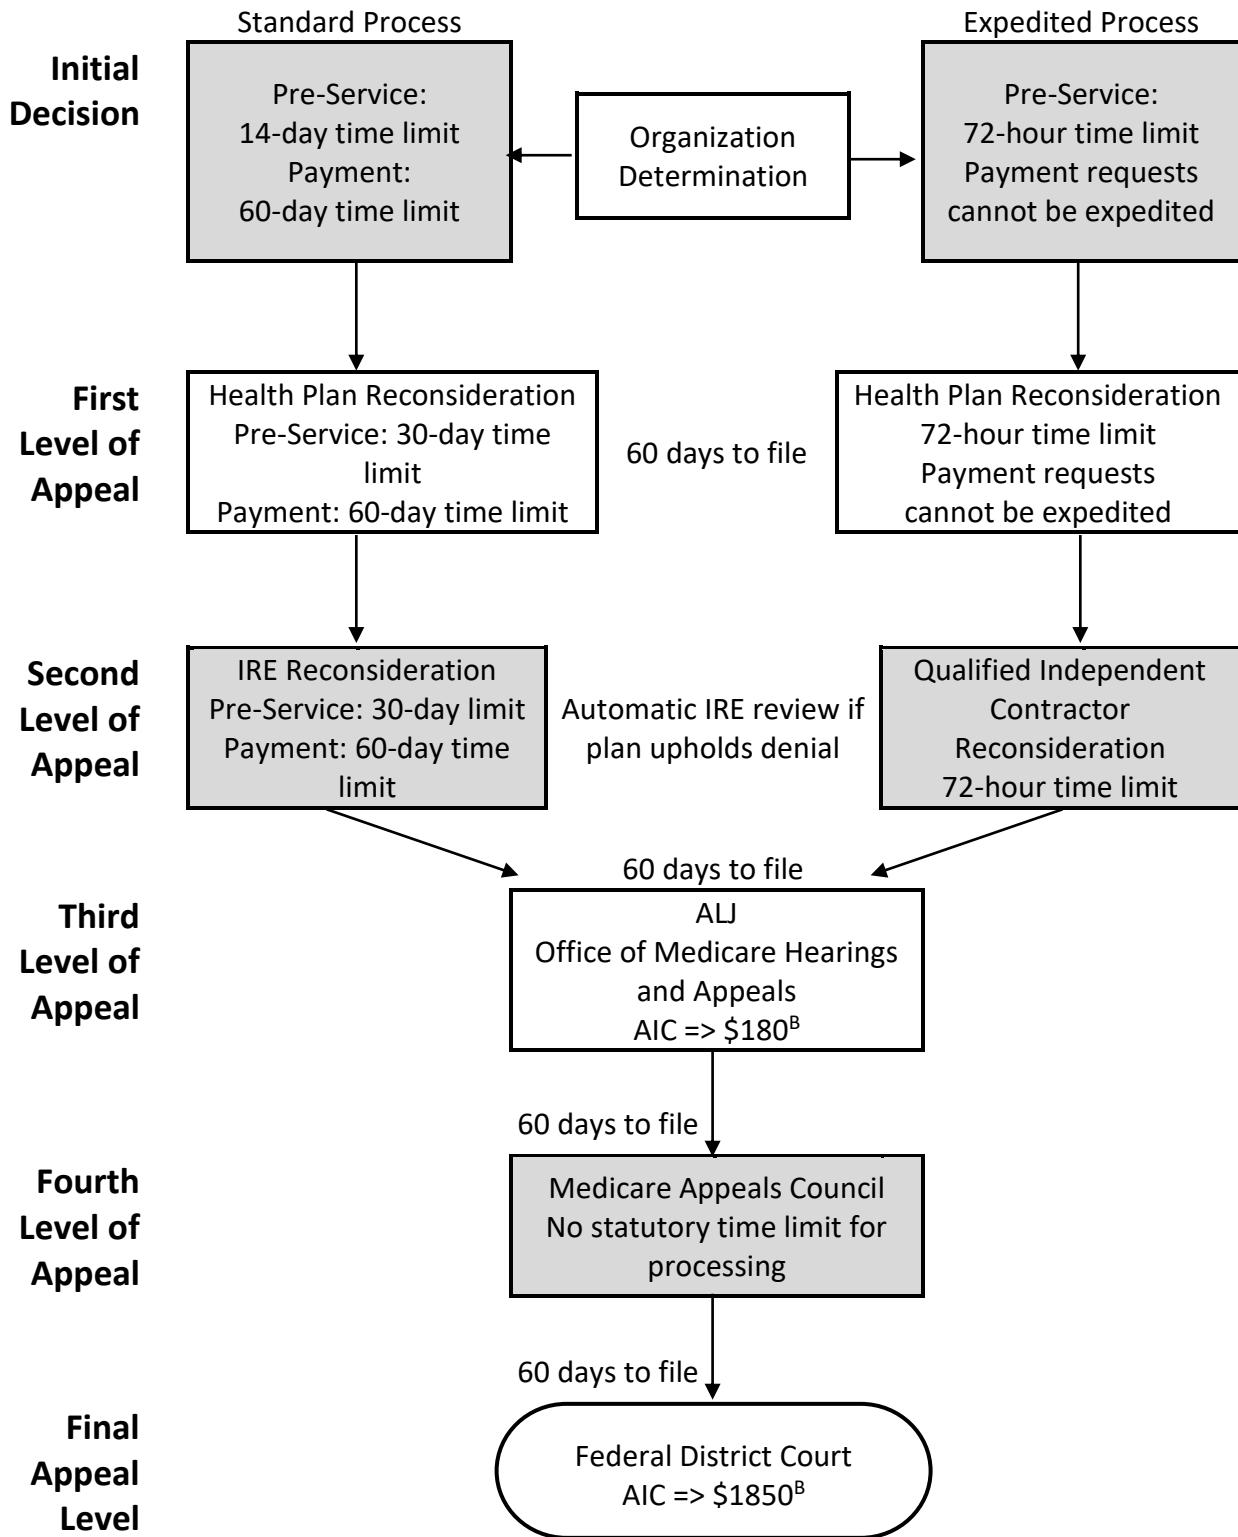 Standard Process
Expedited Process
Initial
Decision
Pre-Service:
14-day time limit
Payment:
60-day time limit
Organization
Determination
Pre-Service:
72-hour time limit
Payment requests
cannot be expedited
First
Level of
Appeal
Health Plan Reconsideration
Pre-Service: 30-day time
limit
Payment: 60-day time limit
60 days to file
Health Plan Reconsideration
72-hour time limit
Payment requests
cannot be expedited
Second
Level of
Appeal
IRE Reconsideration
Pre-Service: 30-day limit
Payment: 60-day time
limit
Automatic IRE review if
plan upholds denial
Qualified Independent
Contractor
Reconsideration
72-hour time limit
60 days to file
Third
Level of
Appeal
ALJ
Office of Medicare Hearings
and Appeals
AIC => $180ᴮ
60 days to file
Fourth
Level of
Appeal
Medicare Appeals Council
No statutory time limit for
processing
60 days to file
Final
Appeal
Level
Federal District Court
AIC => $1850ᴮ